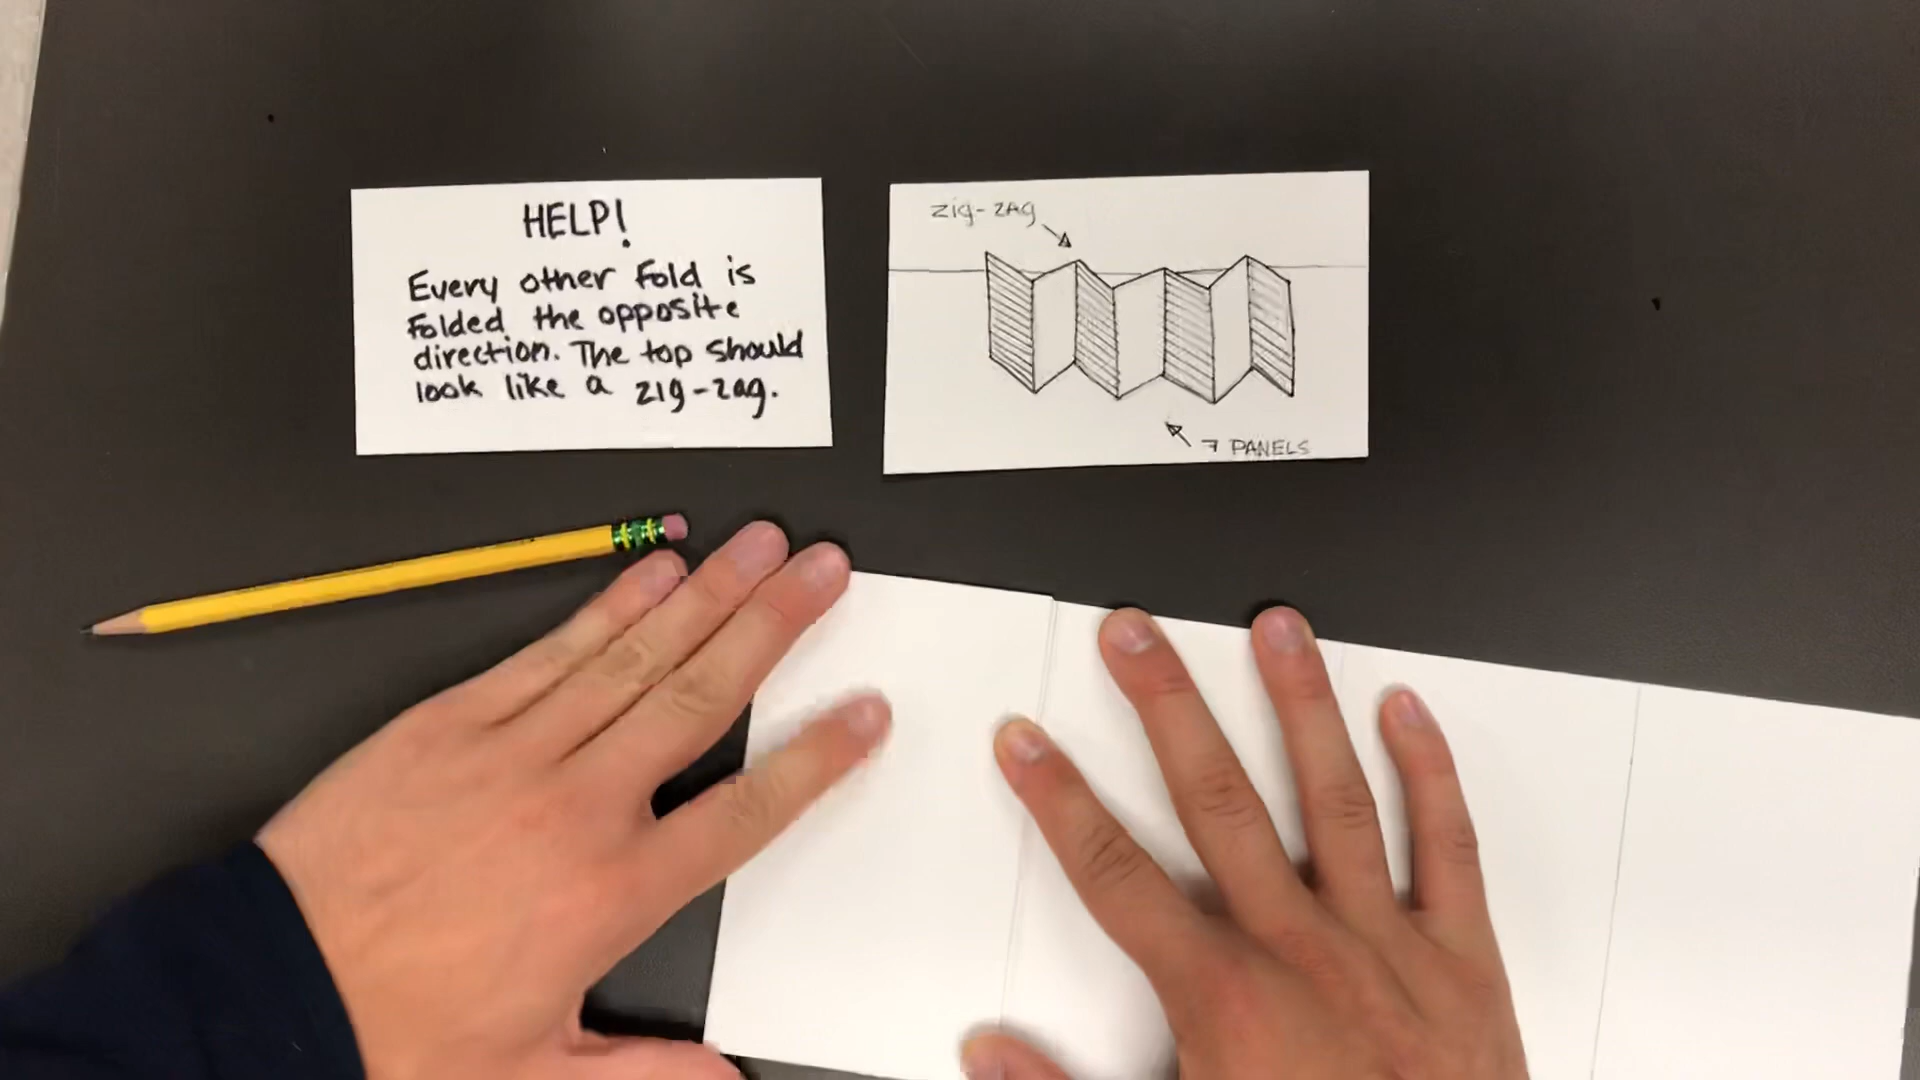 HELP!
Every other Fold is
Folded the opposite
direction. The top should
look like a zig-zag.
zig-zag
7 PANELS